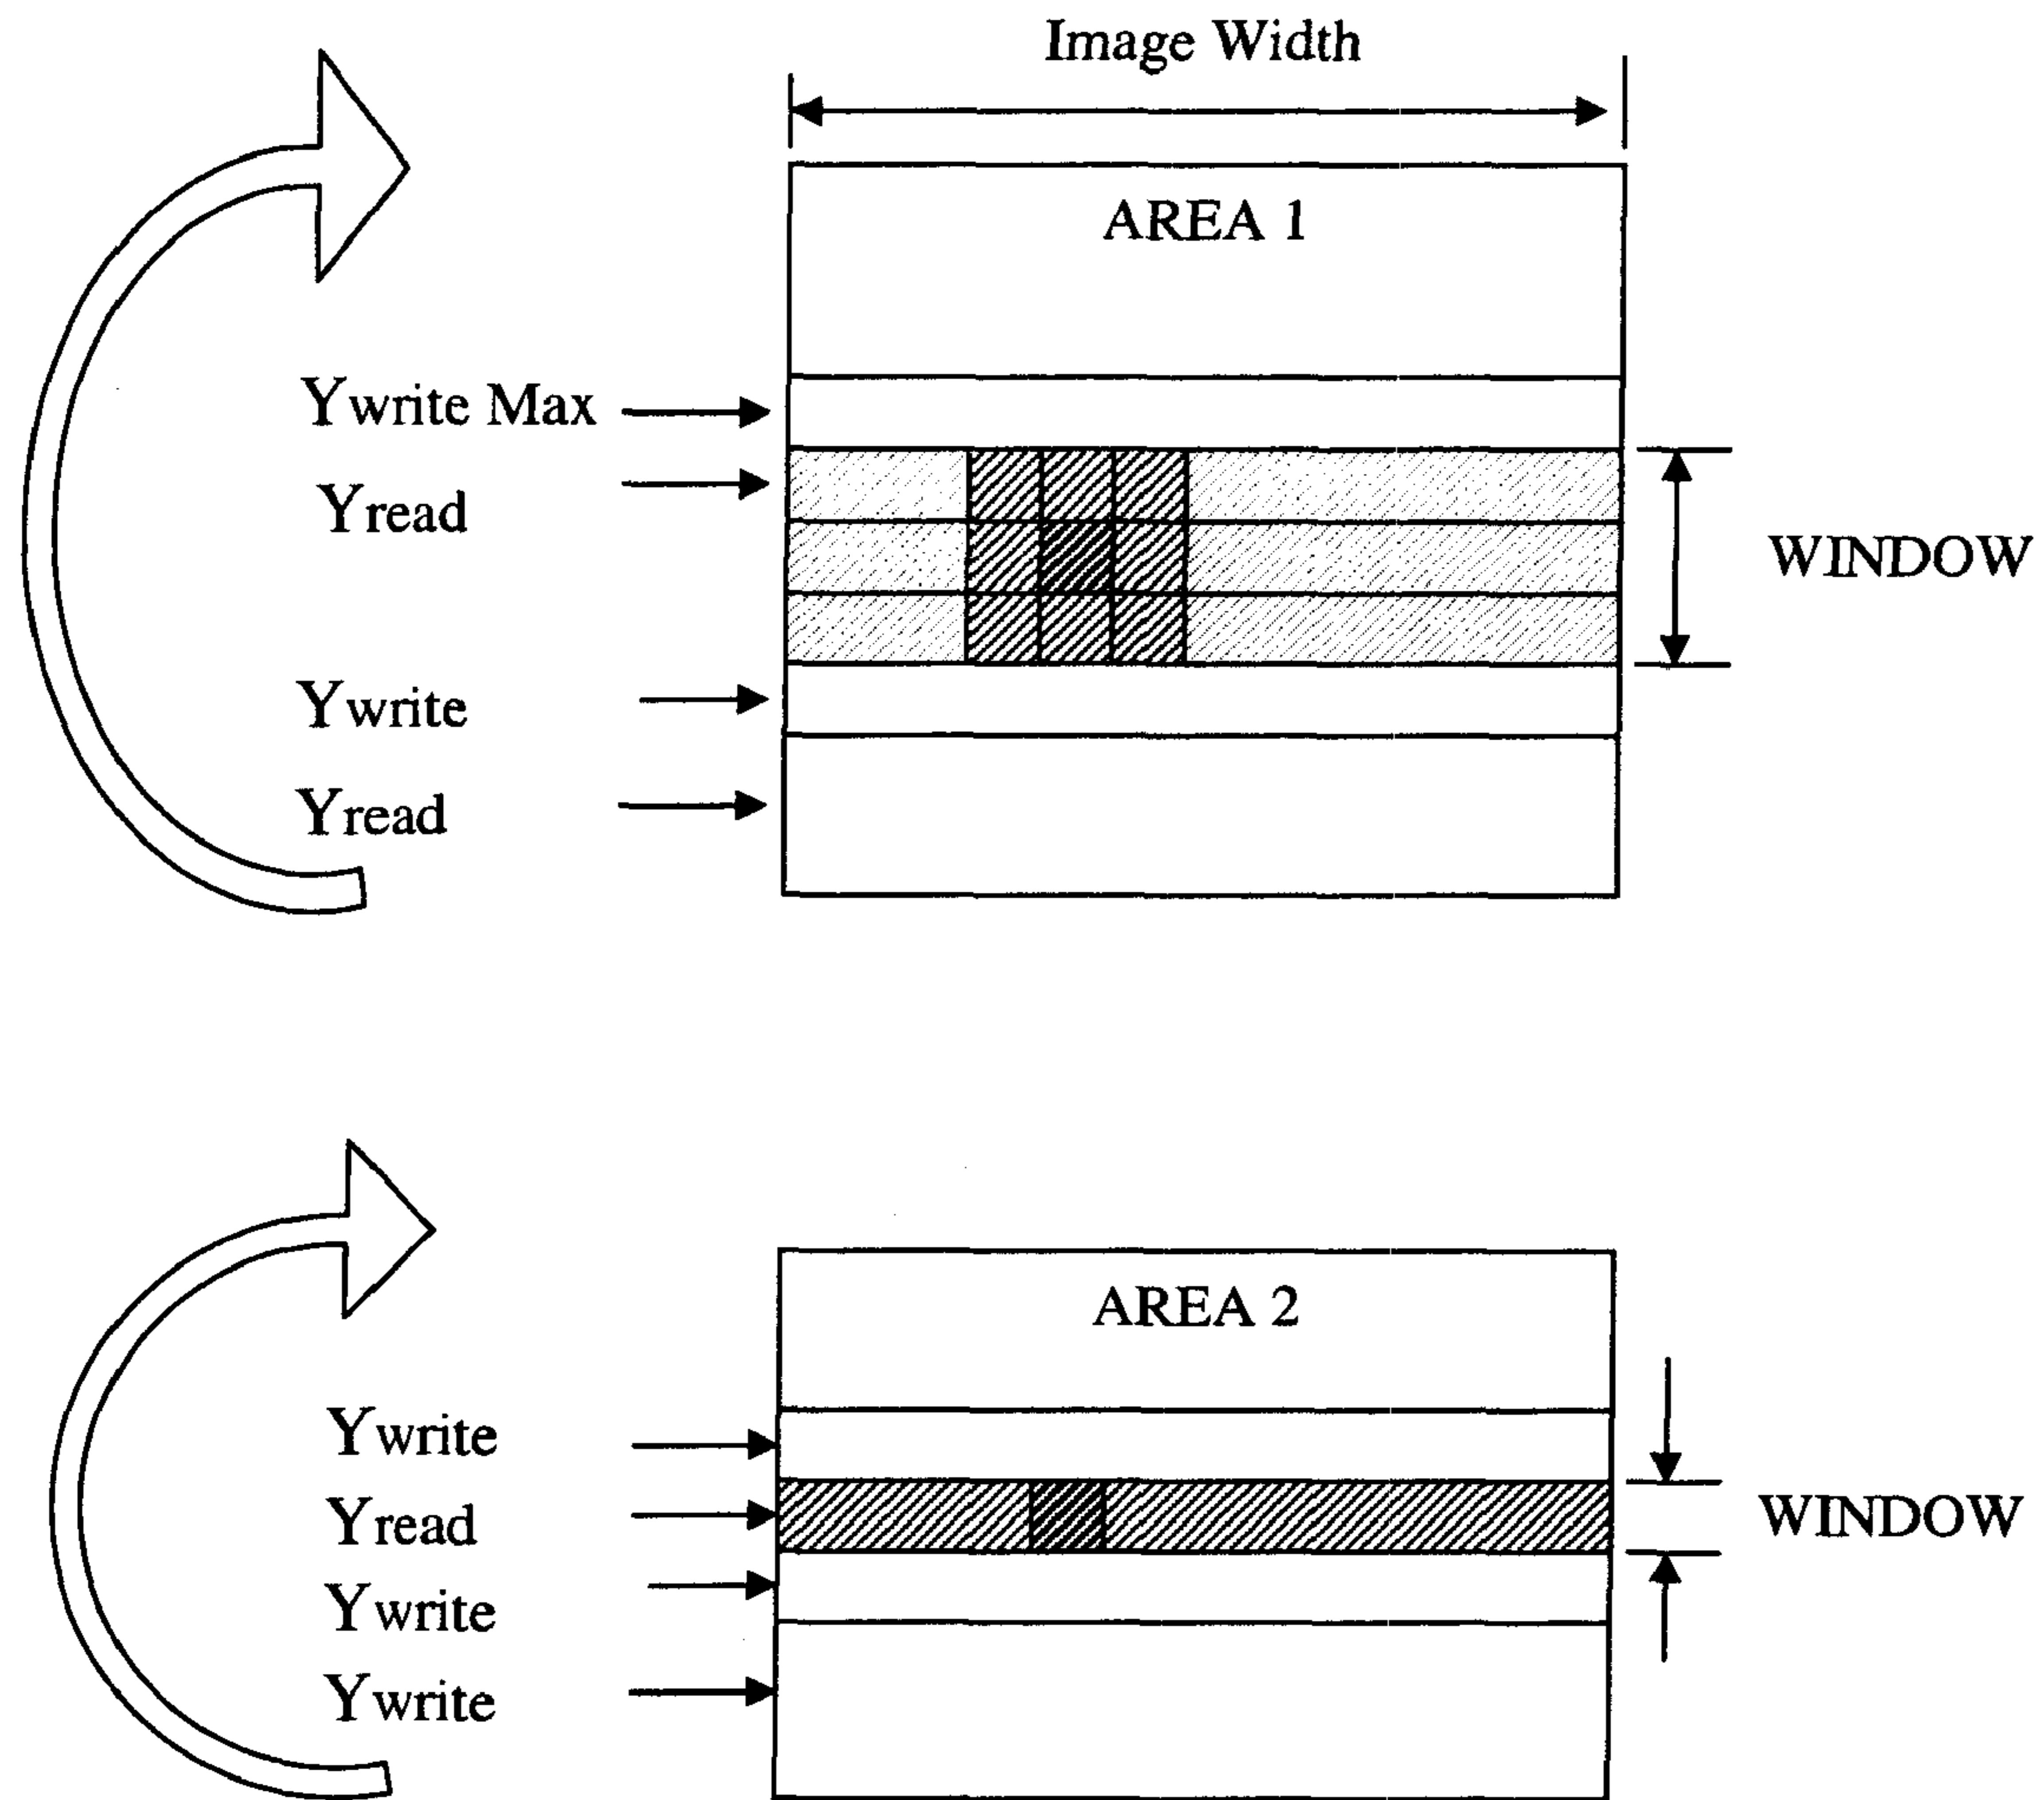 Image Width
AREA 1
Ywrite Max
Yread
WINDOW
Ywrite
Yread
AREA 2
Ywrite
Yread
WINDOW
Ywrite
Ywrite